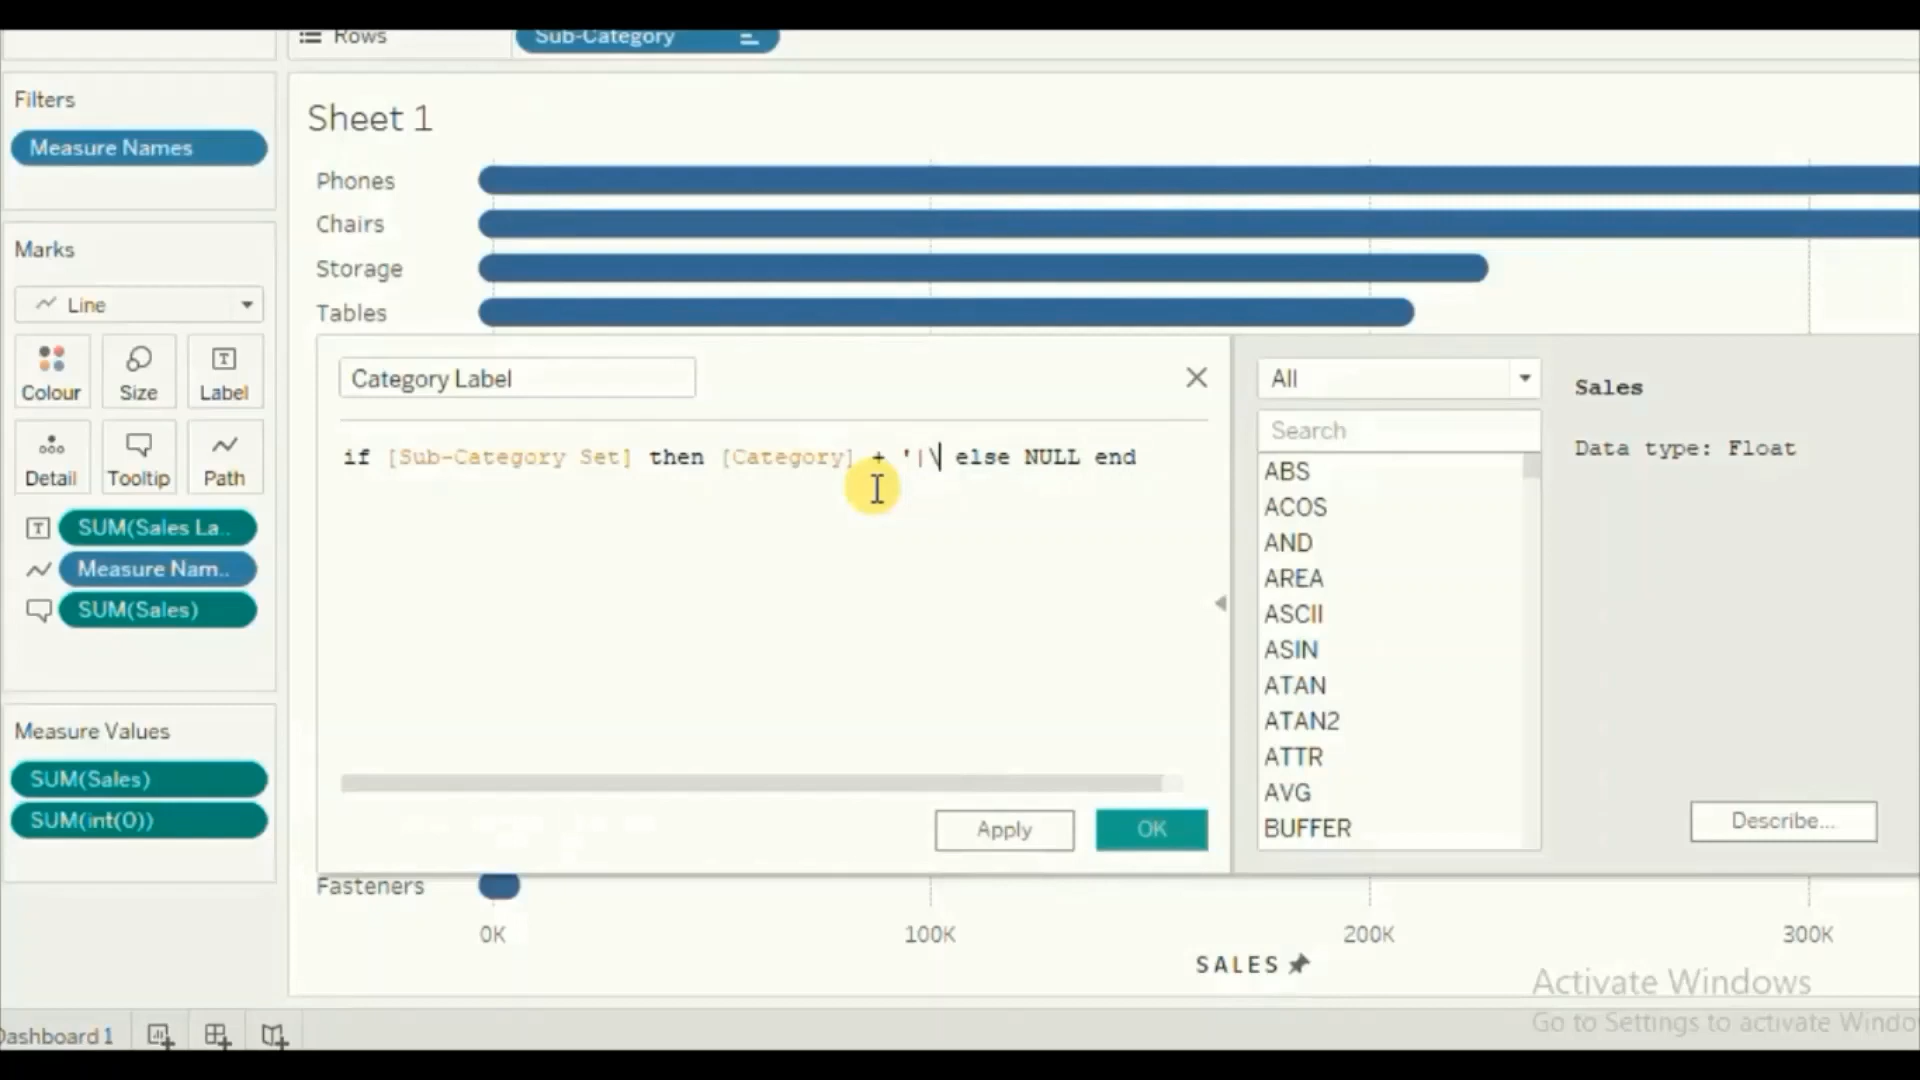 Rows
Sub-Category
Filters
Measure Names
Sheet 1
Phones
Chairs
Storage
Tables
Marks
Line
Colour
Size
Label
Detail
Tooltip
Path
SUM(Sales La..
Measure Nam..
SUM(Sales)
Measure Values
SUM(Sales)
SUM(int(0))
Category Label
if [Sub-Category Set] then [Category] + '|\ else NULL end
Apply
OK
All
Search
ABS
ACOS
AND
AREA
ASCII
ASIN
ATAN
ATAN2
ATTR
AVG
BUFFER
Sales
Data type: Float
Describe...
Fasteners
0K
100K
200K
300K
SALES
Activate Windows
Go to Settings to activate Windo
Dashboard 1